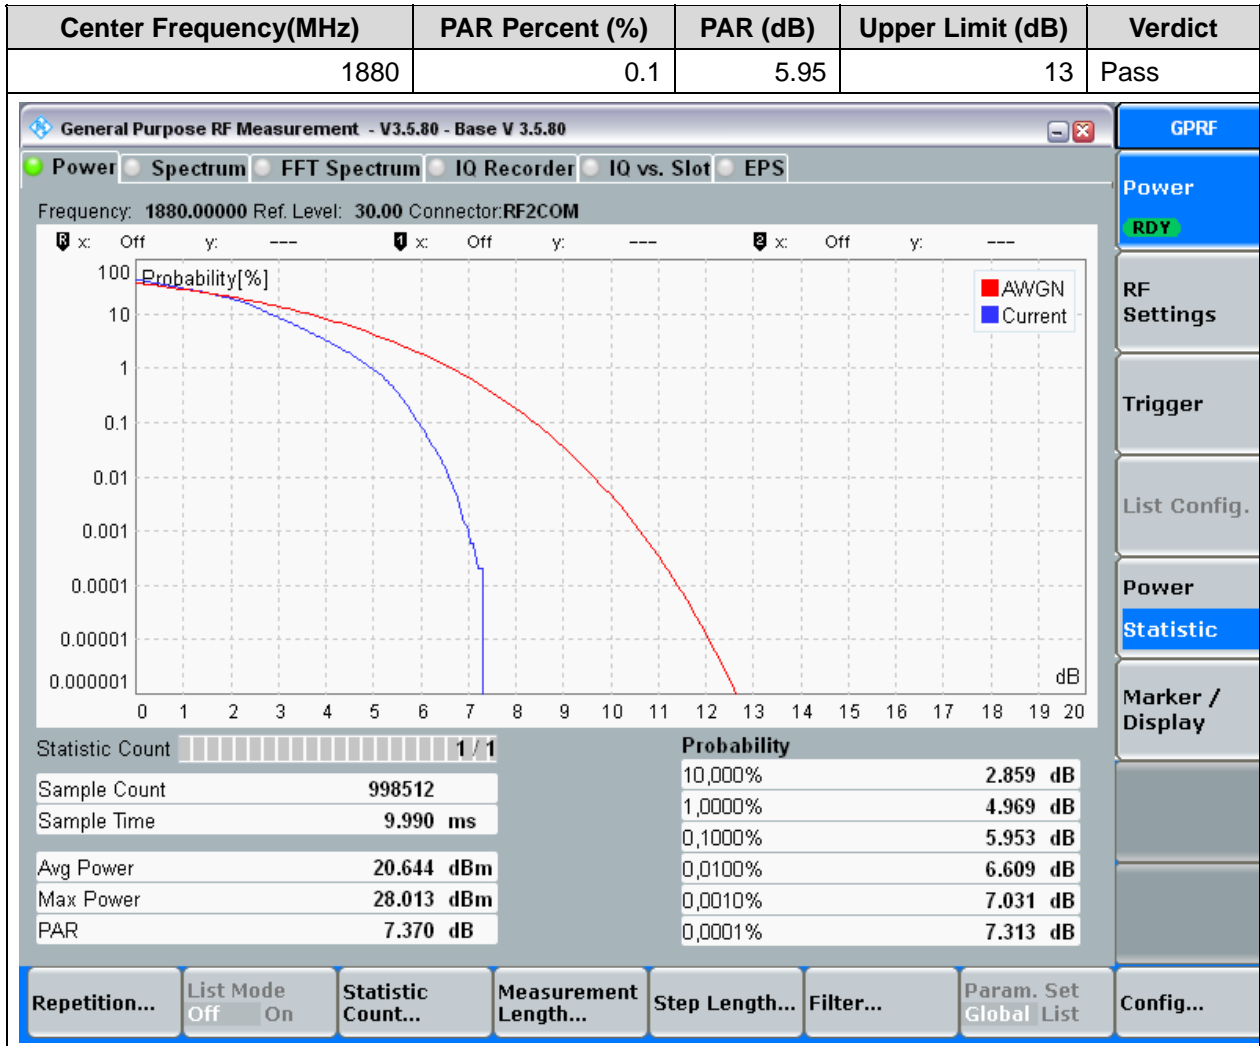 Center Frequency(MHz) PAR Percent (%) PAR (dB) Upper Limit (dB) Verdict
1880 0.1 5.95 13 Pass
General Purpose RF Measurement - V3.5.80 - Base V 3.5.80
GPRF
Power Spectrum FFT Spectrum IQ Recorder IQ vs. Slot EPS
Power
RDY
Frequency: 1880.00000 Ref. Level: 30.00 Connector:RF2COM
R x: Off y: --- 1 x: Off y: --- 2 x: Off y: ---
Probability[%]
100
10
1
0.1
0.01
0.001
0.0001
0.00001
0.000001
AWGN
Current
dB
0 1 2 3 4 5 6 7 8 9 10 11 12 13 14 15 16 17 18 19 20
RF
Settings
Trigger
List Config.
Power
Statistic
Marker /
Display
Statistic Count 1 / 1
Sample Count 998512
Sample Time 9.990 ms
Avg Power 20.644 dBm
Max Power 28.013 dBm
PAR 7.370 dB
Probability
10,000% 2.859 dB
1,0000% 4.969 dB
0,1000% 5.953 dB
0,0100% 6.609 dB
0,0010% 7.031 dB
0,0001% 7.313 dB
Repetition...
List Mode
Off On
Statistic
Count...
Measurement
Length...
Step Length...
Filter...
Param. Set
Global List
Config...